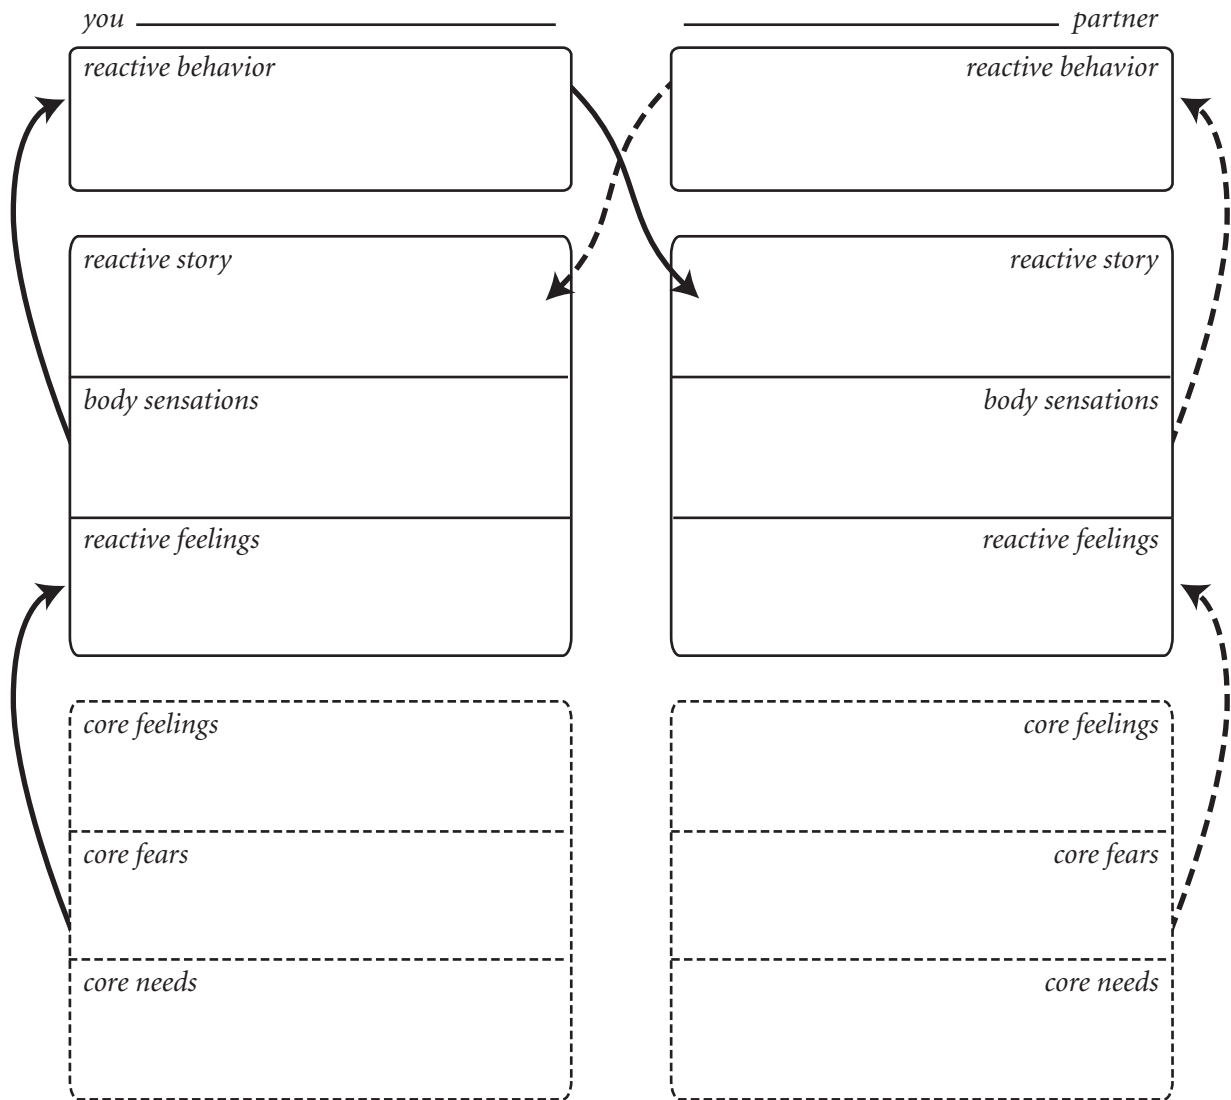 you partner
reactive behavior reactive behavior
reactive story reactive story
body sensations body sensations
reactive feelings reactive feelings
core feelings core feelings
core fears core fears
core needs core needs